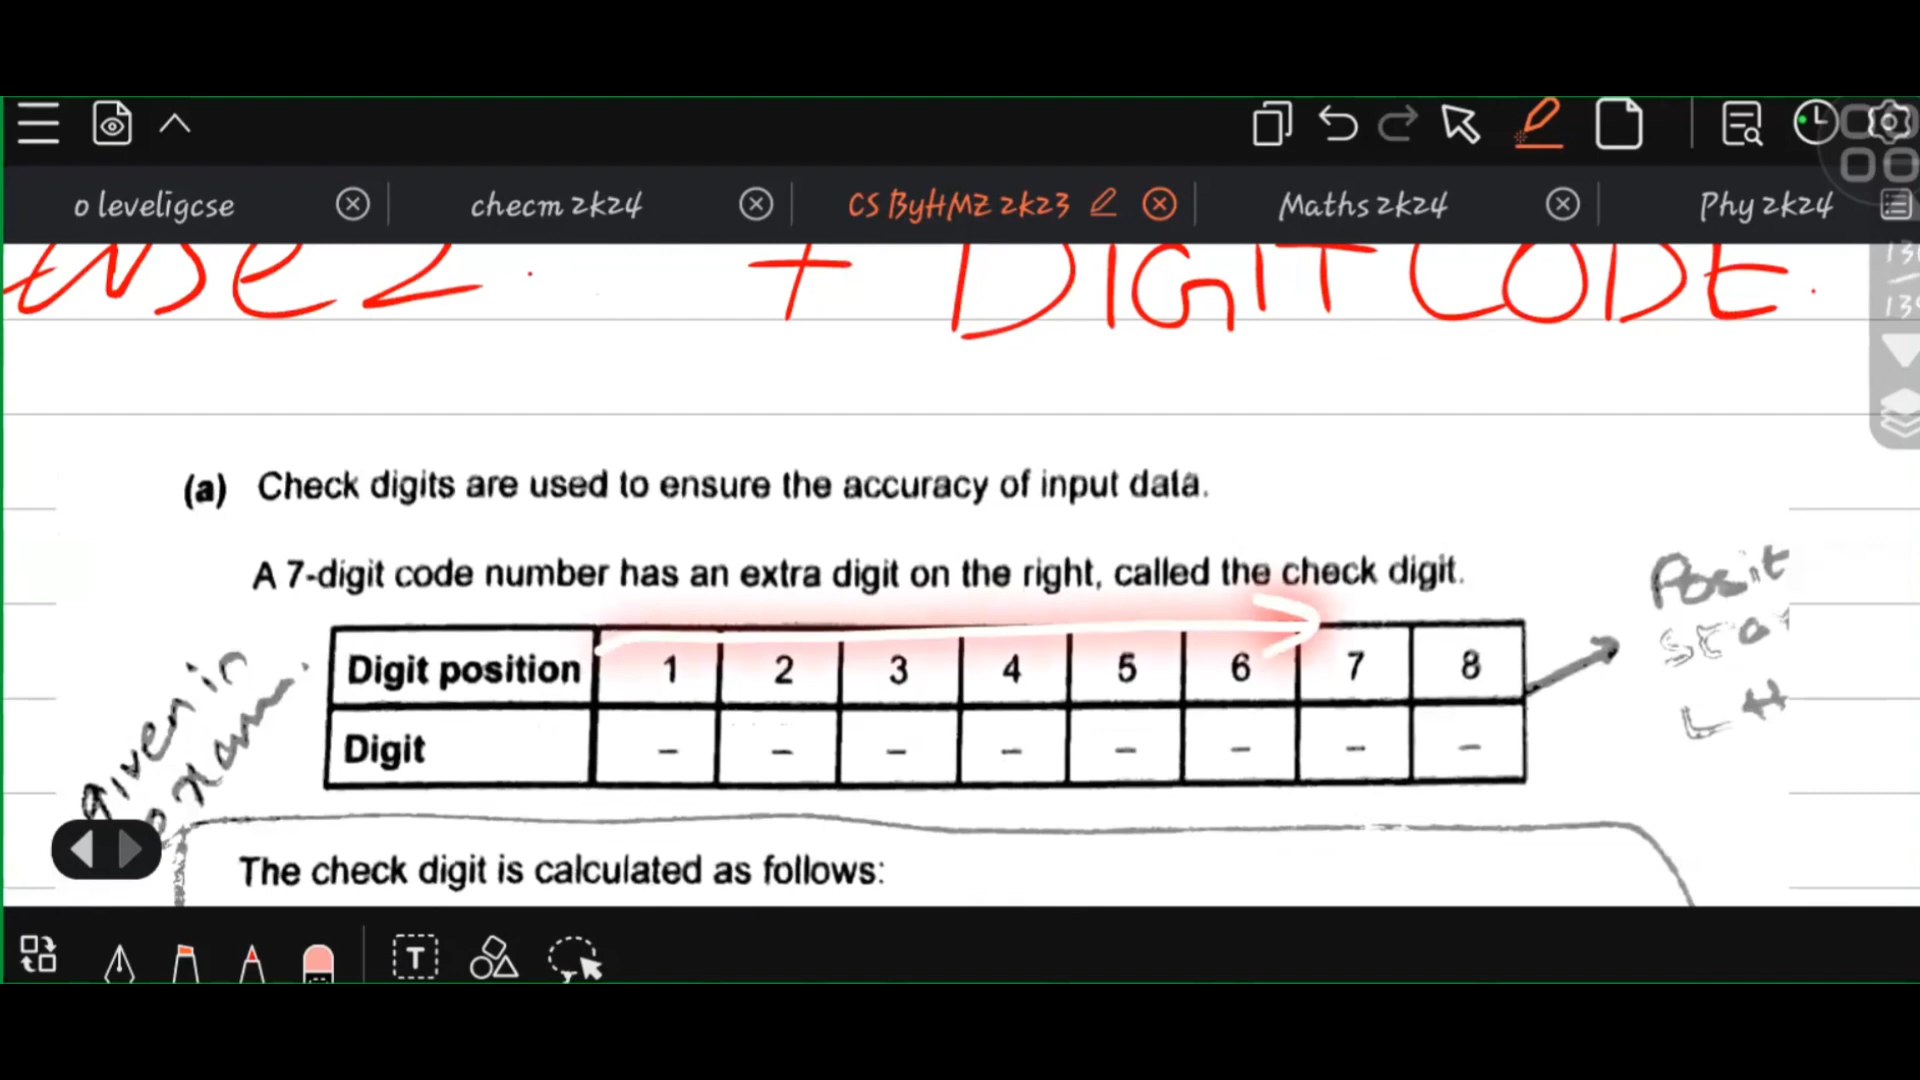 o leveligcse checm 2k24 CS ByHMZ 2k23 Maths 2k24 Phy 2k24
+ DIGIT CODE.
(a) Check digits are used to ensure the accuracy of input data.
A 7-digit code number has an extra digit on the right, called the check digit.
Digit position 1 2 3 4 5 6 7 8
Digit – – – – – – – –
given in
exam.
The check digit is calculated as follows:
T